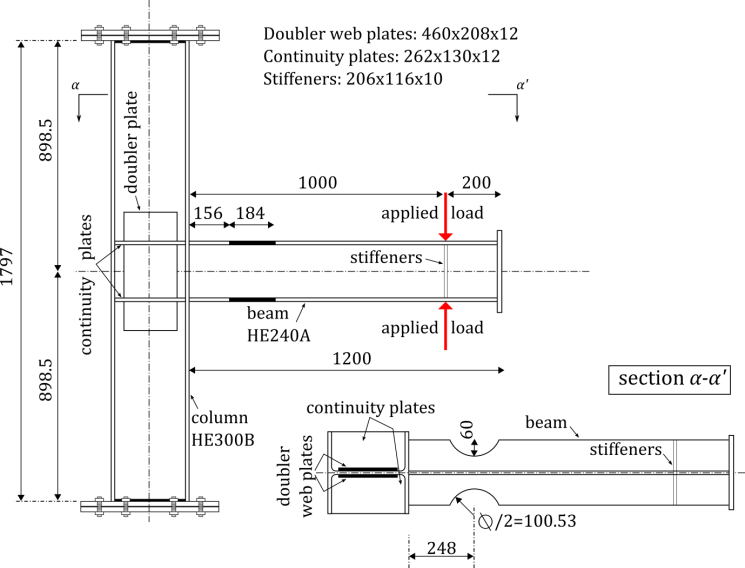 Doubler web plates: 460x208x12
Continuity plates: 262x130x12
Stiffeners: 206x116x10
α
α′
898.5
doubler plate
1000
200
156
184
applied load
1797
continuity plates
stiffeners
beam
HE240A
applied load
1200
898.5
section α-α′
column
HE300B
continuity plates
60
beam
stiffeners
doubler
web plates
∅/2=100.53
248